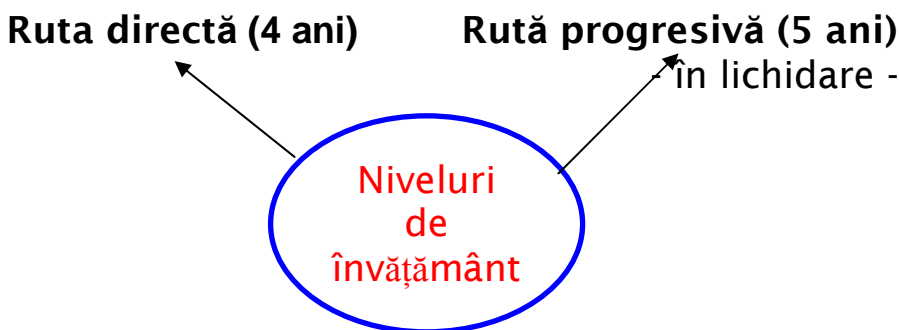 Ruta directă (4 ani)
Rută progresivă (5 ani)
- în lichidare -
Niveluri
de
învățământ